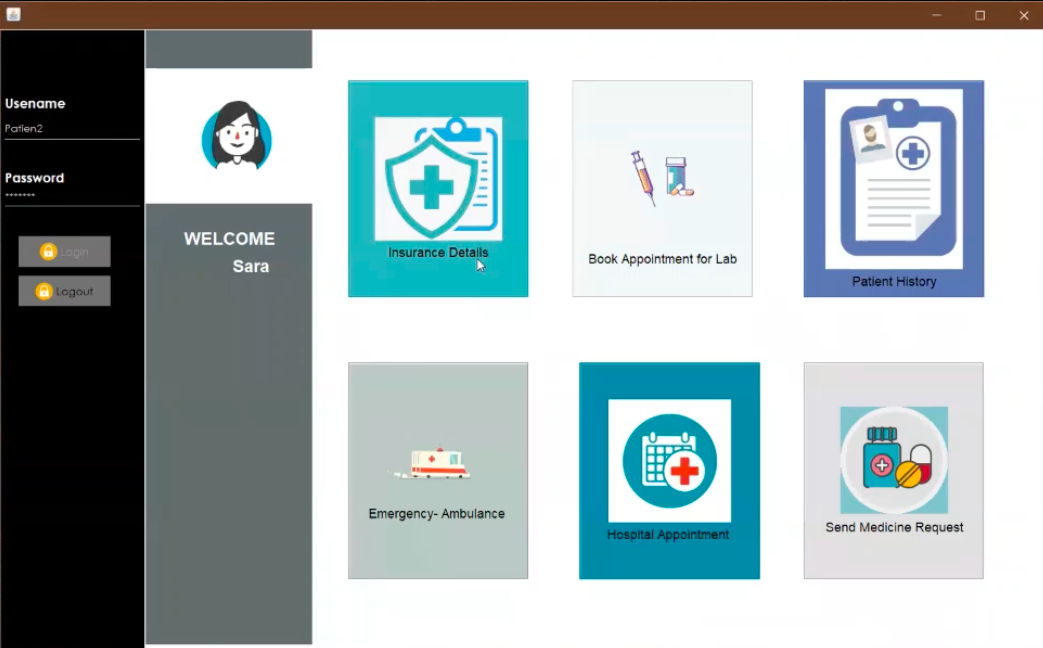 Usename
Patien2
Password
*******
Login
Logout
WELCOME
Sara
Insurance Details
Book Appointment for Lab
Patient History
Emergency- Ambulance
Hospital Appointment
Send Medicine Request